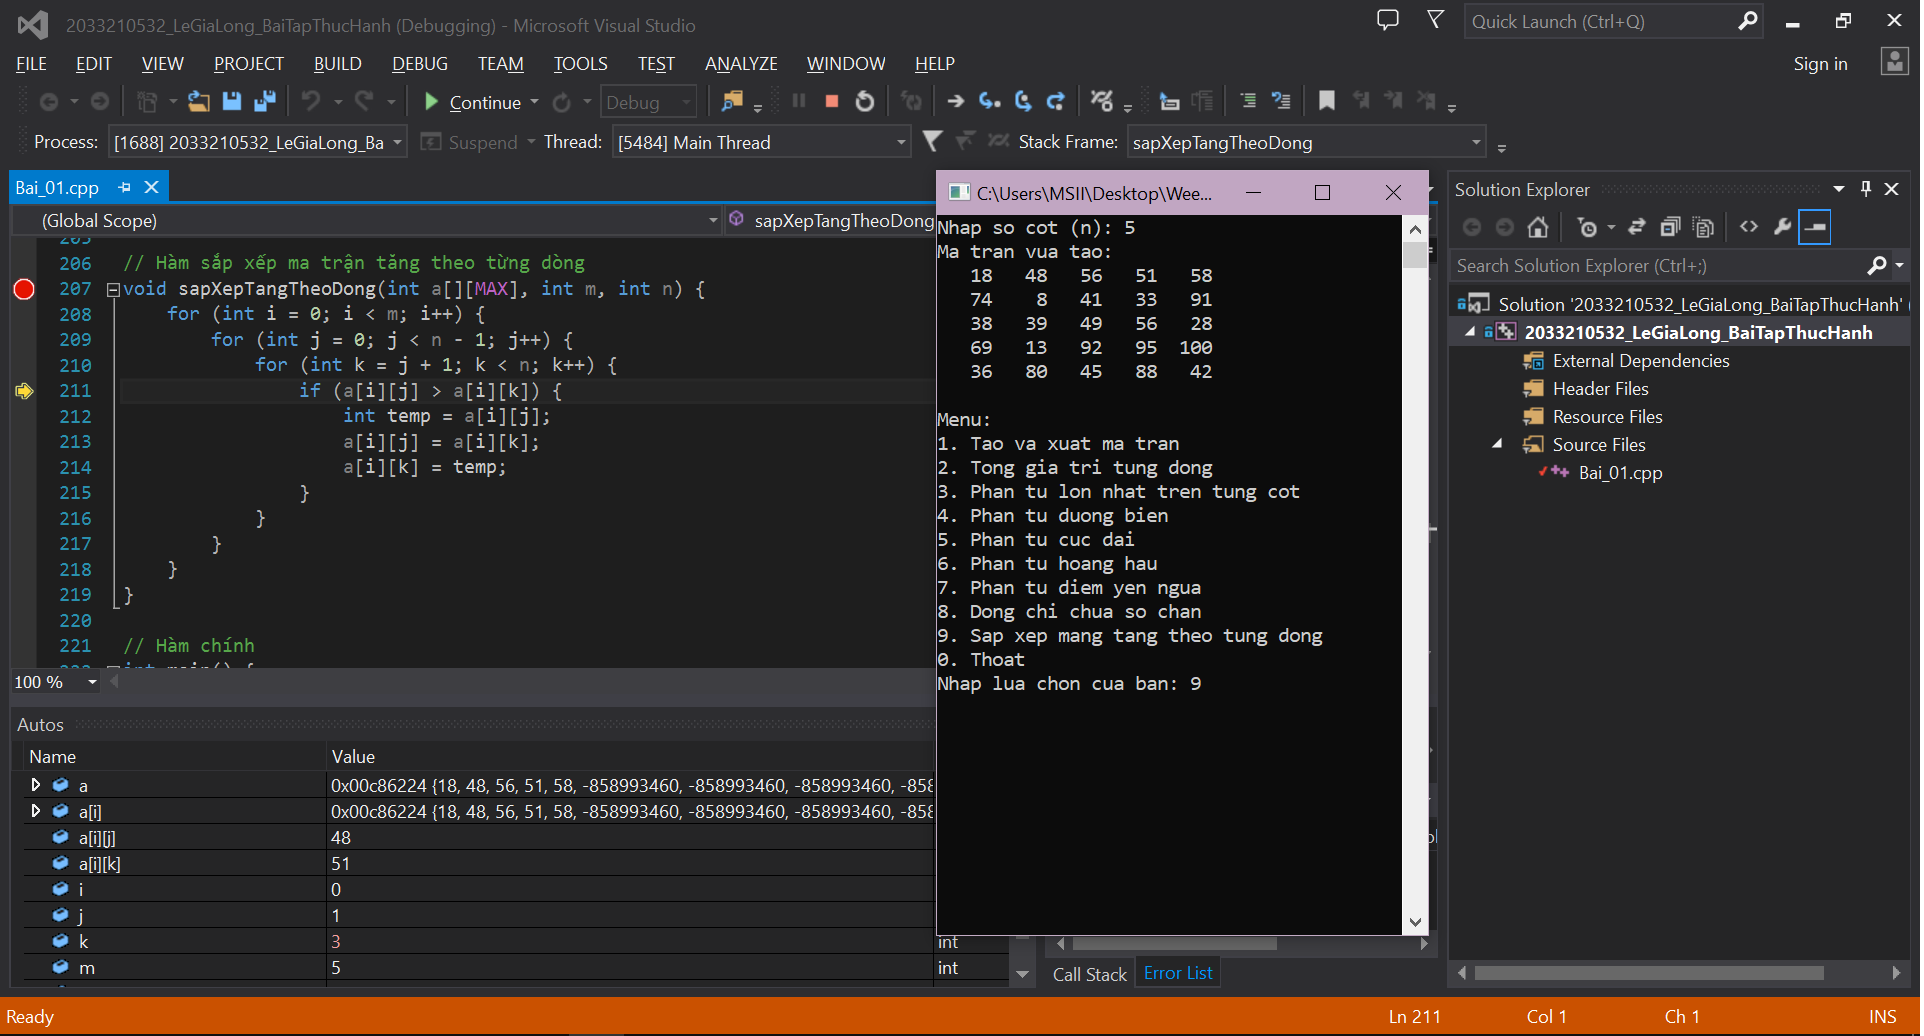 2033210532_LeGiaLong_BaiTapThucHanh (Debugging) - Microsoft Visual Studio
Quick Launch (Ctrl+Q)
FILE EDIT VIEW PROJECT BUILD DEBUG TEAM TOOLS TEST ANALYZE WINDOW HELP
Sign in
Continue
Debug
Process: [1688] 2033210532_LeGiaLong_Ba Suspend Thread: [5484] Main Thread Stack Frame: sapXepTangTheoDong
Bai_01.cpp
(Global Scope) sapXepTangTheoDong
205
206 // Hàm sắp xếp ma trận tăng theo từng dòng
207 void sapXepTangTheoDong(int a[][MAX], int m, int n) {
208 for (int i = 0; i < m; i++) {
209 for (int j = 0; j < n - 1; j++) {
210 for (int k = j + 1; k < n; k++) {
211 if (a[i][j] > a[i][k]) {
212 int temp = a[i][j];
213 a[i][j] = a[i][k];
214 a[i][k] = temp;
215 }
216 }
217 }
218 }
219 }
220
221 // Hàm chính
222 int main() {
100 %
Autos
Name Value
a 0x00c86224 {18, 48, 56, 51, 58, -858993460, -858993460, -858993460, -858
a[i] 0x00c86224 {18, 48, 56, 51, 58, -858993460, -858993460, -858993460, -858
a[i][j] 48
a[i][k] 51
i 0
j 1
k 3 int
m 5 int
C:\Users\MSII\Desktop\Wee...
Nhap so cot (n): 5
Ma tran vua tao:
18 48 56 51 58
74 8 41 33 91
38 39 49 56 28
69 13 92 95 100
36 80 45 88 42
Menu:
1. Tao va xuat ma tran
2. Tong gia tri tung dong
3. Phan tu lon nhat tren tung cot
4. Phan tu duong bien
5. Phan tu cuc dai
6. Phan tu hoang hau
7. Phan tu diem yen ngua
8. Dong chi chua so chan
9. Sap xep mang tang theo tung dong
0. Thoat
Nhap lua chon cua ban: 9
Call Stack Error List
Solution Explorer
Search Solution Explorer (Ctrl+;)
Solution '2033210532_LeGiaLong_BaiTapThucHanh' (
2033210532_LeGiaLong_BaiTapThucHanh
External Dependencies
Header Files
Resource Files
Source Files
Bai_01.cpp
Ready Ln 211 Col 1 Ch 1 INS